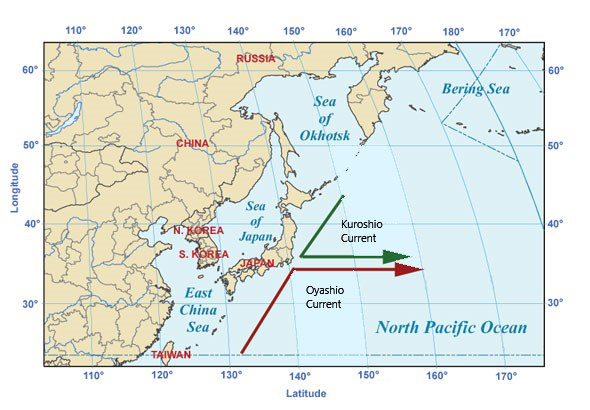 110° 120° 130° 140° 150° 160° 170° 180° 170°
RUSSIA
60° 60°
Bering Sea
Sea
of
Okhotsk
50° 50°
CHINA
Longitude
Sea
of
Japan
40° 40°
Kuroshio
Current
N. KOREA
S. KOREA
JAPAN
East
China
Sea
Oyashio
Current
30° 30°
North Pacific Ocean
TAIWAN
110° 120° 130° 140° 150° 160° 170°
Latitude